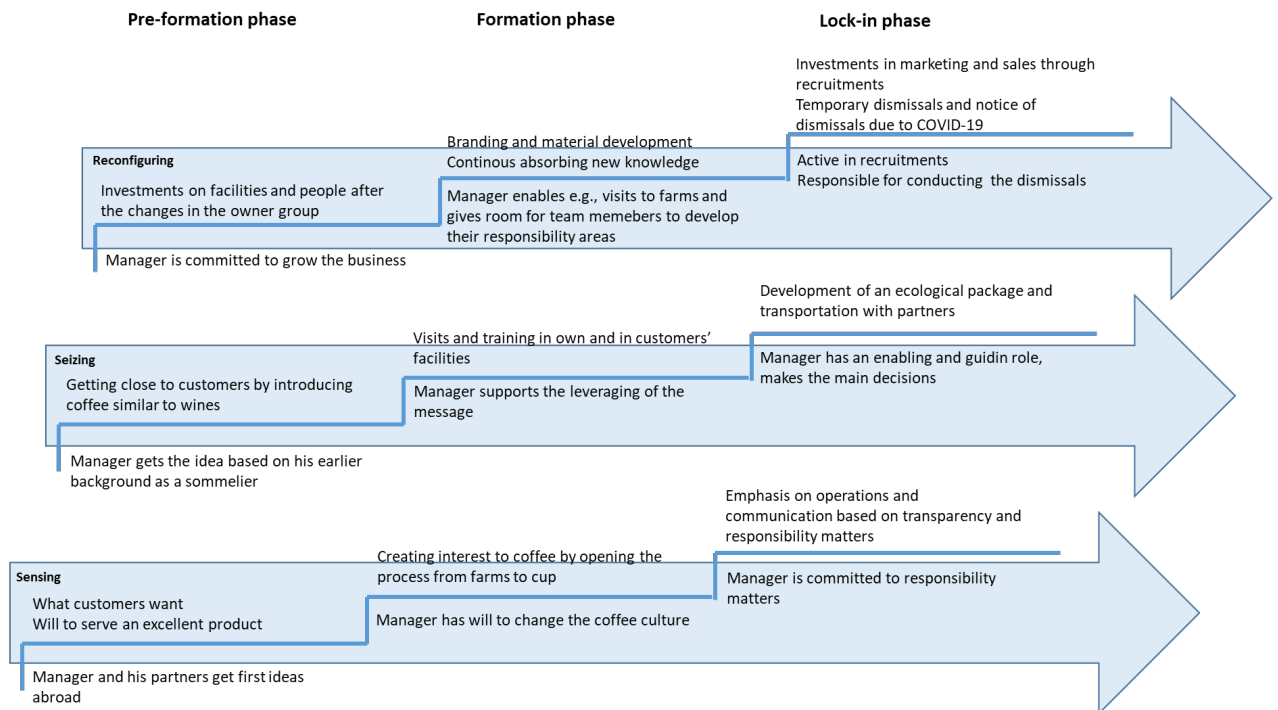 Pre-formation phase
Formation phase
Lock-in phase
Investments in marketing and sales through
recruitments
Temporary dismissals and notice of
dismissals due to COVID-19
Branding and material development
Continous absorbing new knowledge
Reconfiguring
Investments on facilities and people after
the changes in the owner group
Manager enables e.g., visits to farms and
gives room for team memebers to develop
their responsibility areas
Active in recruitments
Responsible for conducting the dismissals
Manager is committed to grow the business
Development of an ecological package and
transportation with partners
Visits and training in own and in customers’
facilities
Seizing
Getting close to customers by introducing
coffee similar to wines
Manager supports the leveraging of the
message
Manager has an enabling and guidin role,
makes the main decisions
Manager gets the idea based on his earlier
background as a sommelier
Emphasis on operations and
communication based on transparency and
responsibility matters
Creating interest to coffee by opening the
process from farms to cup
Sensing
What customers want
Will to serve an excellent product
Manager has will to change the coffee culture
Manager is committed to responsibility
matters
Manager and his partners get first ideas
abroad